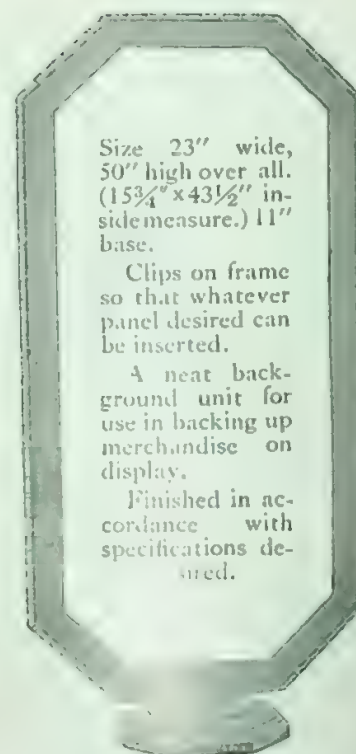 Size 23″ wide,
50″ high over all.
(15¾″ x 43½″ in-
side measure.) 11″
base.
Clips on frame
so that whatever
panel desired can
be inserted.
A neat back-
ground unit for
use in backing up
merchandise on
display.
Finished in ac-
cordance with
specifications de-